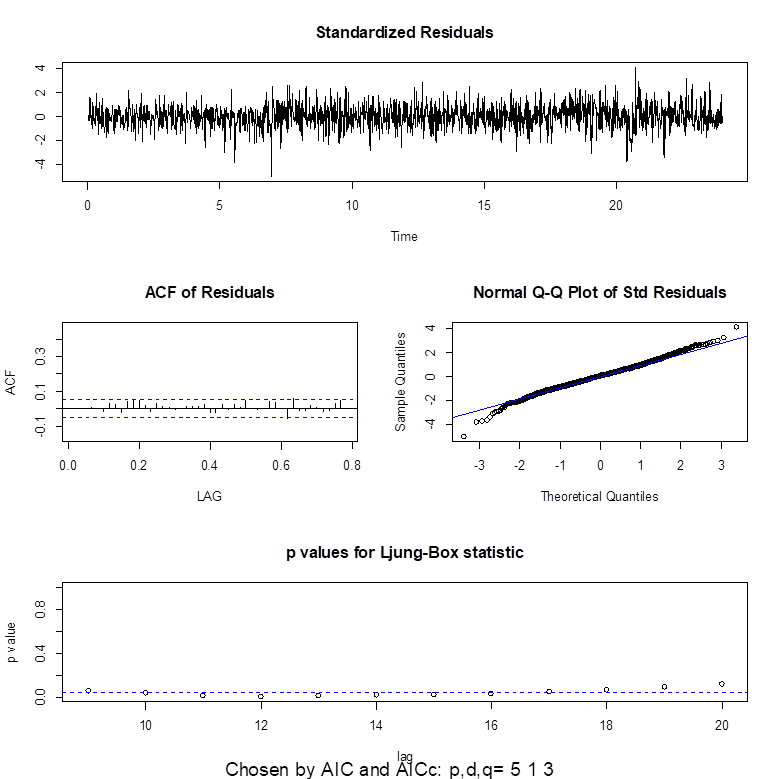 Standardized Residuals
4
2
0
-2
-4
0 5 10 15 20
Time
ACF of Residuals
ACF
0.3
0.1
-0.1
0.0 0.2 0.4 0.6 0.8
LAG
Normal Q-Q Plot of Std Residuals
Sample Quantiles
4
2
0
-2
-4
-3 -2 -1 0 1 2 3
Theoretical Quantiles
p values for Ljung-Box statistic
p value
0.8
0.4
0.0
10 12 14 16 18 20
lag
Chosen by AIC and AICc: p,d,q= 5 1 3